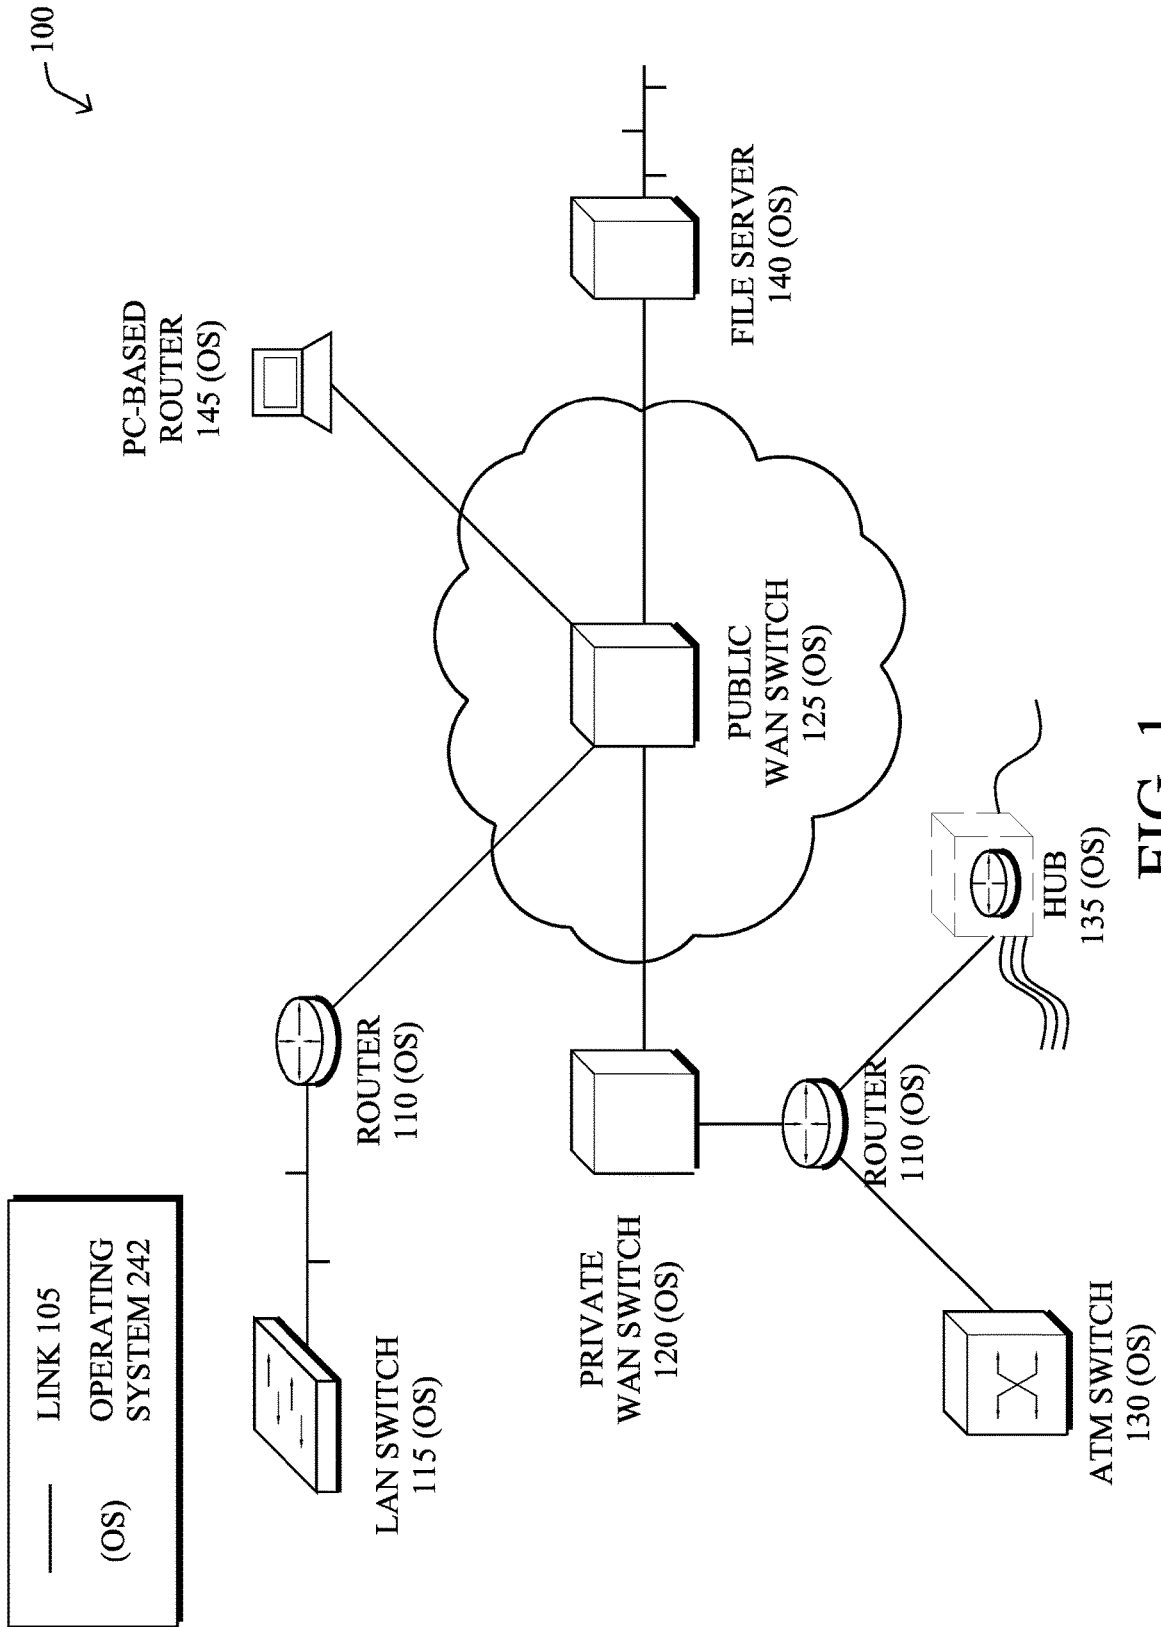 100
LINK 105
(OS)
OPERATING
SYSTEM 242
PC-BASED
ROUTER
145 (OS)
LAN SWITCH
115 (OS)
ROUTER
110 (OS)
FILE SERVER
140 (OS)
PRIVATE
WAN SWITCH
120 (OS)
PUBLIC
WAN SWITCH
125 (OS)
ROUTER
110 (OS)
HUB
135 (OS)
ATM SWITCH
130 (OS)
FIG. 1